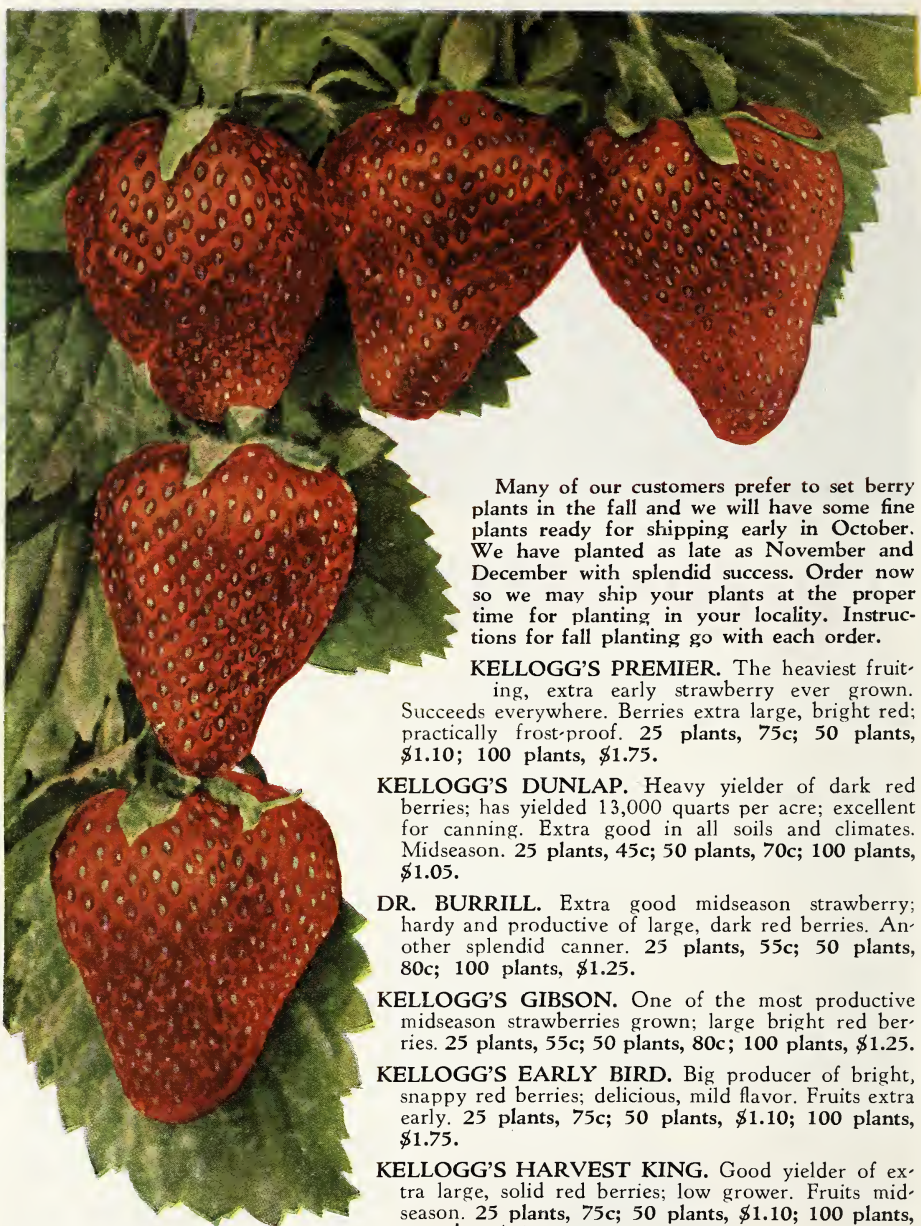 Many of our customers prefer to set berry
plants in the fall and we will have some fine
plants ready for shipping early in October.
We have planted as late as November and
December with splendid success. Order now
so we may ship your plants at the proper
time for planting in your locality. Instruc-
tions for fall planting go with each order.
KELLOGG'S PREMIER. The heaviest fruit-
ing, extra early strawberry ever grown.
Succeeds everywhere. Berries extra large, bright red;
practically frost-proof. 25 plants, 75c; 50 plants,
$1.10; 100 plants, $1.75.
KELLOGG'S DUNLAP. Heavy yielder of dark red
berries; has yielded 13,000 quarts per acre; excellent
for canning. Extra good in all soils and climates.
Midseason. 25 plants, 45c; 50 plants, 70c; 100 plants,
$1.05.
DR. BURRILL. Extra good midseason strawberry;
hardy and productive of large, dark red berries. An-
other splendid canner. 25 plants, 55c; 50 plants,
80c; 100 plants, $1.25.
KELLOGG'S GIBSON. One of the most productive
midseason strawberries grown; large bright red ber-
ries. 25 plants, 55c; 50 plants, 80c; 100 plants, $1.25.
KELLOGG'S EARLY BIRD. Big producer of bright,
snappy red berries; delicious, mild flavor. Fruits extra
early. 25 plants, 75c; 50 plants, $1.10; 100 plants,
$1.75.
KELLOGG'S HARVEST KING. Good yielder of ex-
tra large, solid red berries; low grower. Fruits mid-
season. 25 plants, 75c; 50 plants, $1.10; 100 plants,